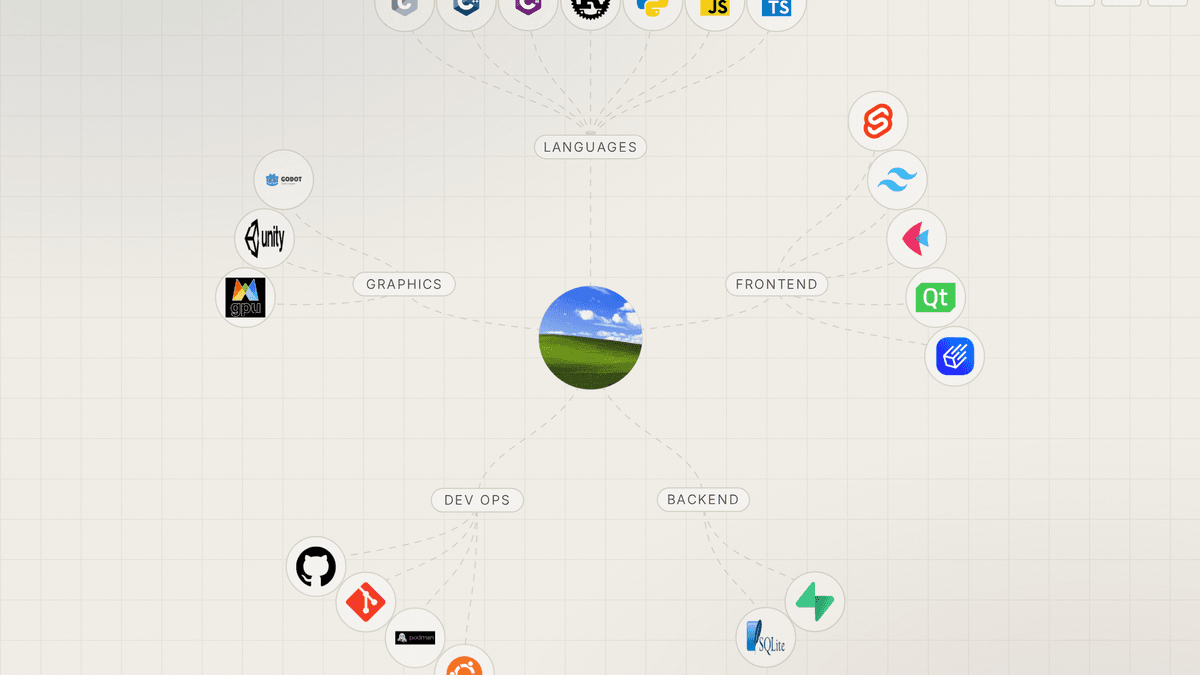 C
C
C
JS
TS
LANGUAGES
GODOT
unity
gpu
GRAPHICS
FRONTEND
Qt
DEV OPS
BACKEND
podman
SQLite